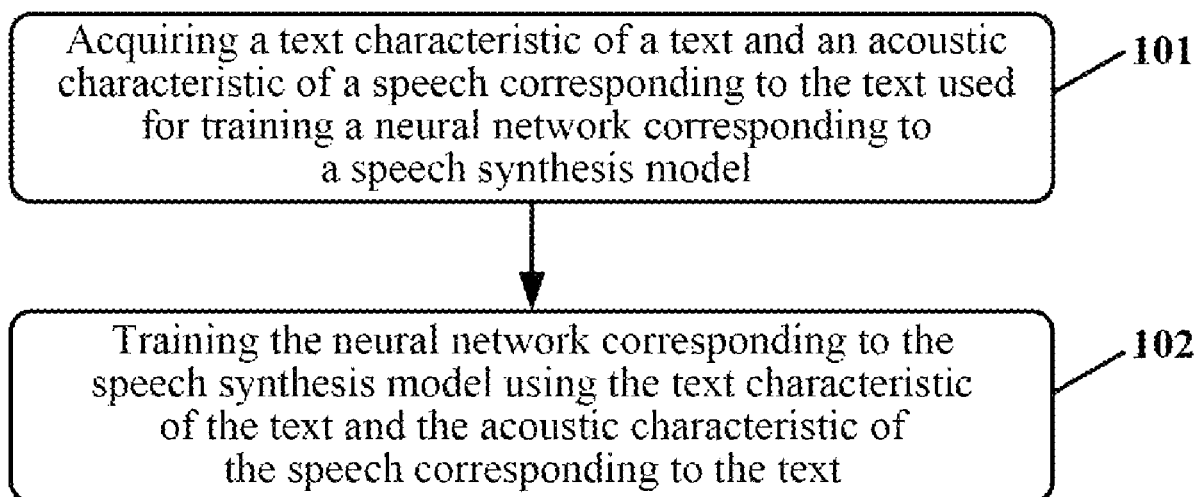 Acquiring a text characteristic of a text and an acoustic
characteristic of a speech corresponding to the text used
for training a neural network corresponding to
a speech synthesis model
101
Training the neural network corresponding to the
speech synthesis model using the text characteristic
of the text and the acoustic characteristic of
the speech corresponding to the text
102